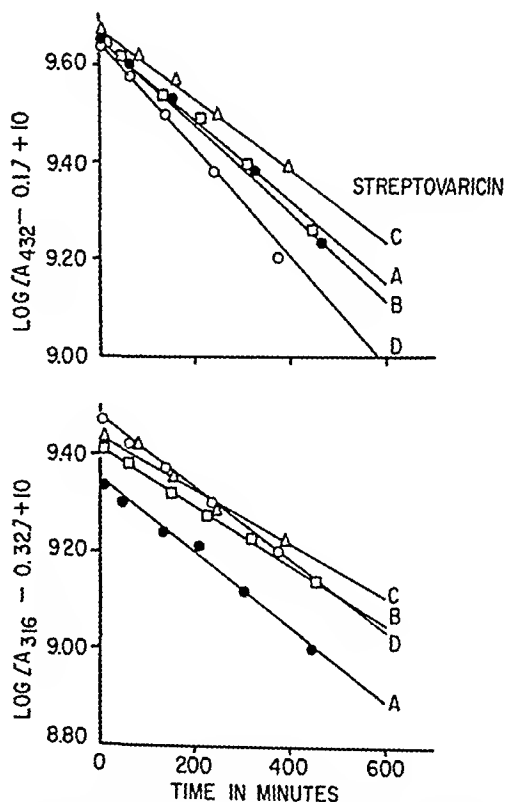 LOG [A432 – 0.1] + 10
9.60
9.40
9.20
9.00
STREPTOVARICIN
C
A
B
D
LOG [A316 – 0.32] + 10
9.40
9.20
9.00
8.80
C
B
D
A
0
200
400
600
TIME IN MINUTES